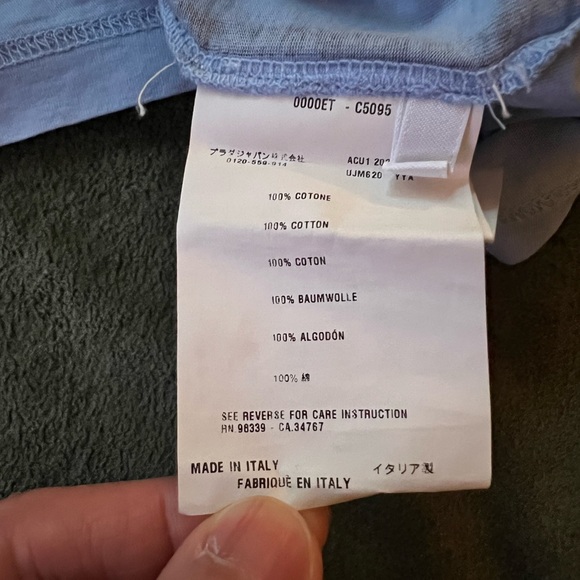 0000ET - C5095
プラダジャパン株式会社
0120-559-914
ACU1
UJM620 YTA
100% COTONE
100% COTTON
100% COTON
100% BAUMWOLLE
100% ALGODÓN
100% 綿
SEE REVERSE FOR CARE INSTRUCTION
RN 98339 - CA.34767
MADE IN ITALY イタリア製
FABRIQUÈ EN ITALY